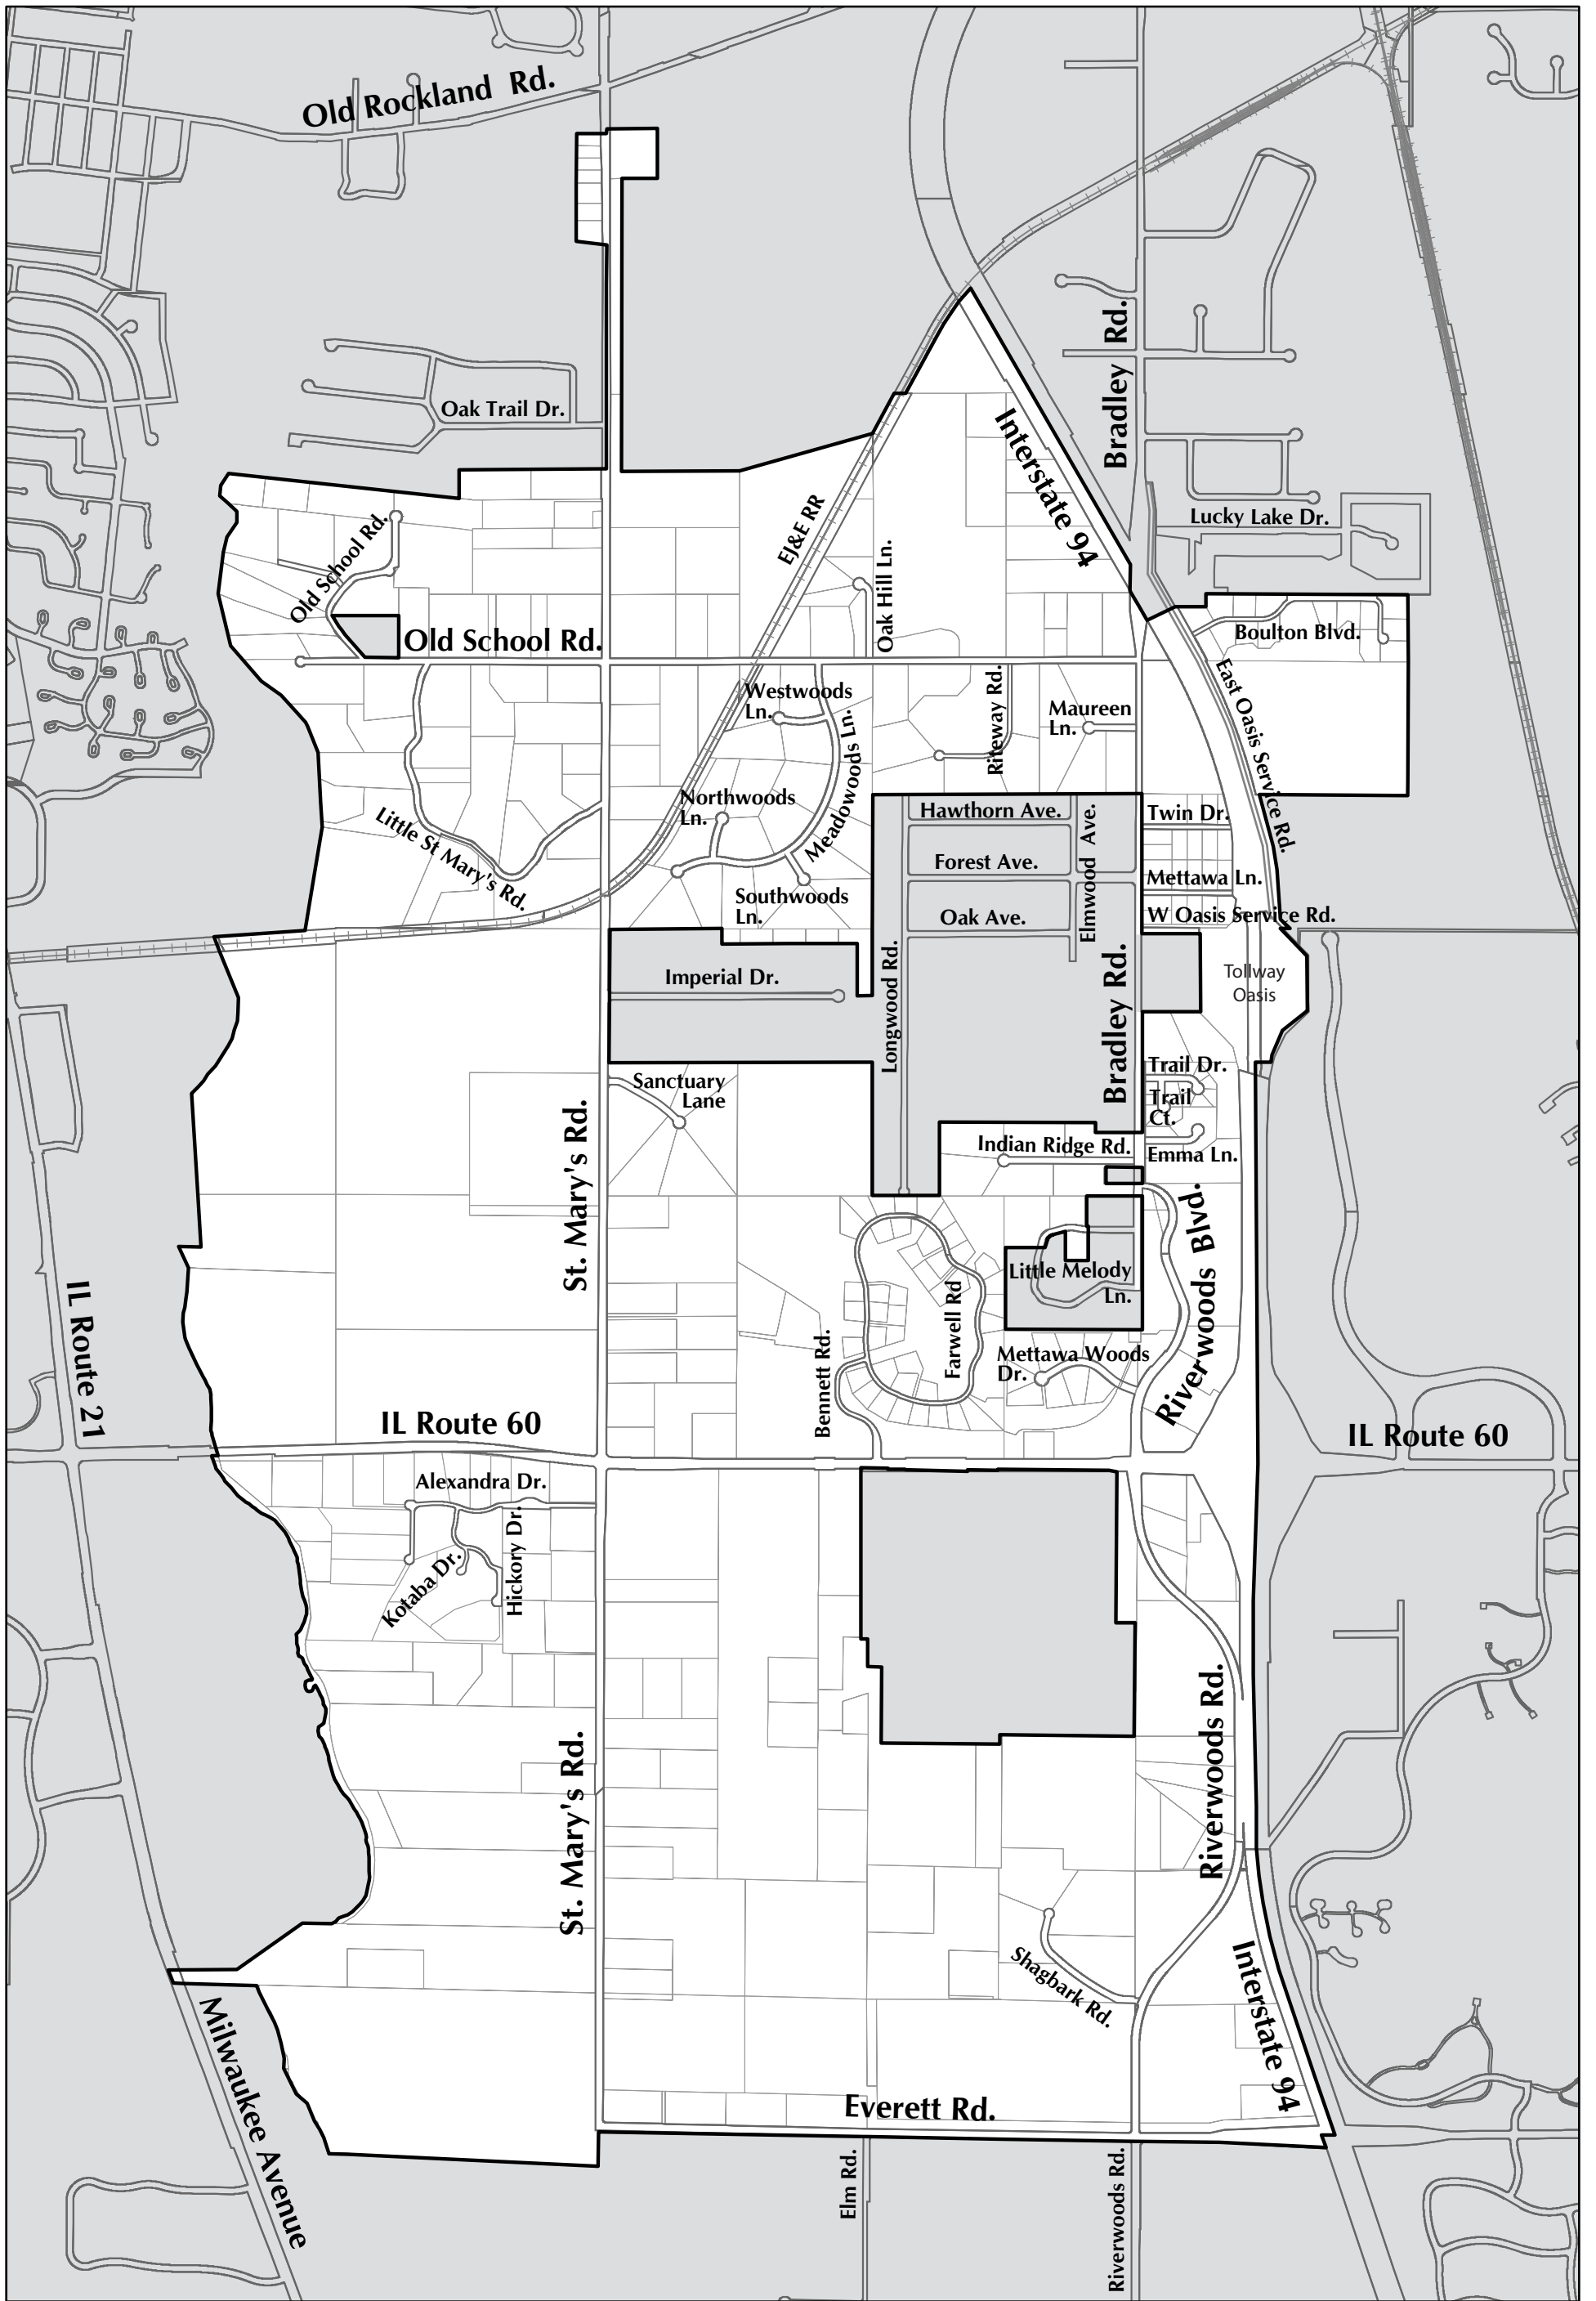 Old Rockland Rd.
Bradley Rd.
Oak Trail Dr.
Interstate 94
Lucky Lake Dr.
EJ&E RR
Old School Rd.
Oak Hill Ln.
Old School Rd.
Boulton Blvd.
East Oasis Service Rd.
Westwoods
Ln.
Riteway Rd.
Maureen
Ln.
Meadowoods Ln.
Northwoods
Ln.
Little St Mary's Rd.
Hawthorn Ave.
Elmwood Ave.
Twin Dr.
Forest Ave.
Mettawa Ln.
Southwoods
Ln.
Oak Ave.
W Oasis Service Rd.
Imperial Dr.
Longwood Rd.
Bradley Rd.
Tollway
Oasis
Sanctuary
Lane
Trail Dr.
Trail
Ct.
St. Mary's Rd.
Indian Ridge Rd.
Emma Ln.
Riverwoods Blvd.
Little Melody
Ln.
Farwell Rd
Bennett Rd.
Mettawa Woods
Dr.
IL Route 21
IL Route 60
IL Route 60
Alexandra Dr.
Hickory Dr.
Kotaba Dr.
Riverwoods Rd.
St. Mary's Rd.
Shagbark Rd.
Interstate 94
Milwaukee Avenue
Everett Rd.
Elm Rd.
Riverwoods Rd.